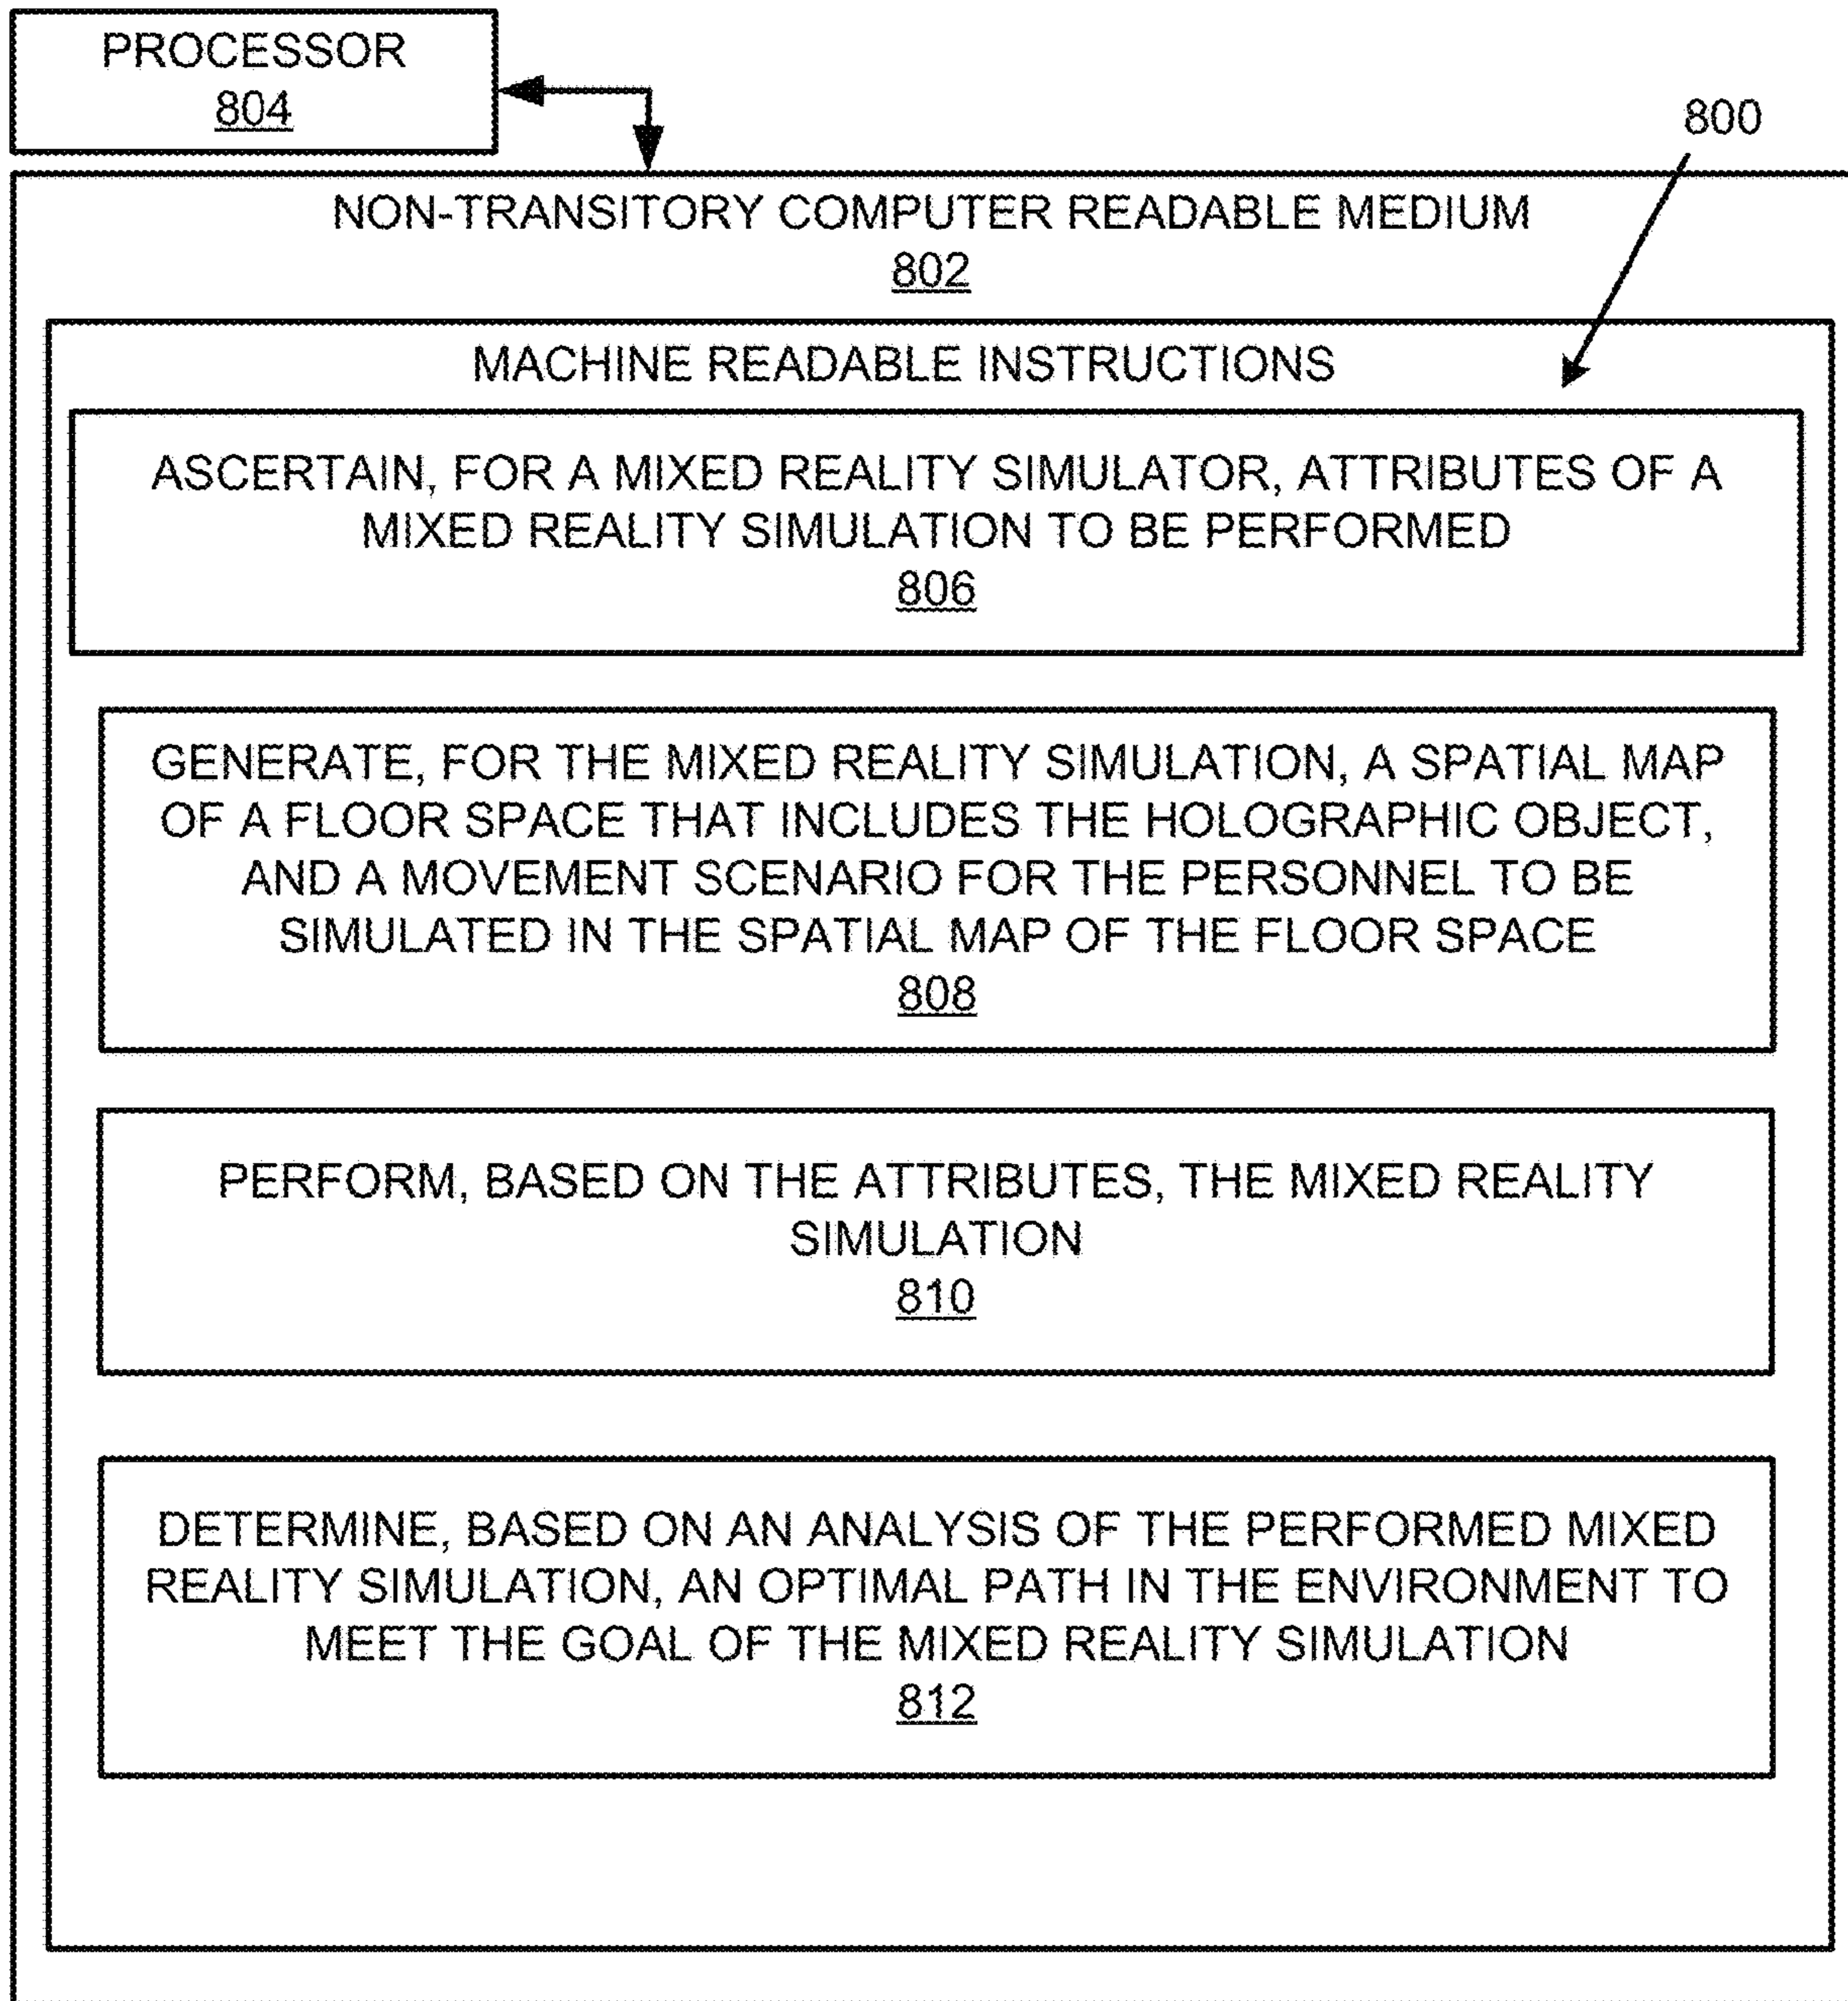 PROCESSOR
804
800
NON-TRANSITORY COMPUTER READABLE MEDIUM
802
MACHINE READABLE INSTRUCTIONS
ASCERTAIN, FOR A MIXED REALITY SIMULATOR, ATTRIBUTES OF A
MIXED REALITY SIMULATION TO BE PERFORMED
806
GENERATE, FOR THE MIXED REALITY SIMULATION, A SPATIAL MAP
OF A FLOOR SPACE THAT INCLUDES THE HOLOGRAPHIC OBJECT,
AND A MOVEMENT SCENARIO FOR THE PERSONNEL TO BE
SIMULATED IN THE SPATIAL MAP OF THE FLOOR SPACE
808
PERFORM, BASED ON THE ATTRIBUTES, THE MIXED REALITY
SIMULATION
810
DETERMINE, BASED ON AN ANALYSIS OF THE PERFORMED MIXED
REALITY SIMULATION, AN OPTIMAL PATH IN THE ENVIRONMENT TO
MEET THE GOAL OF THE MIXED REALITY SIMULATION
812